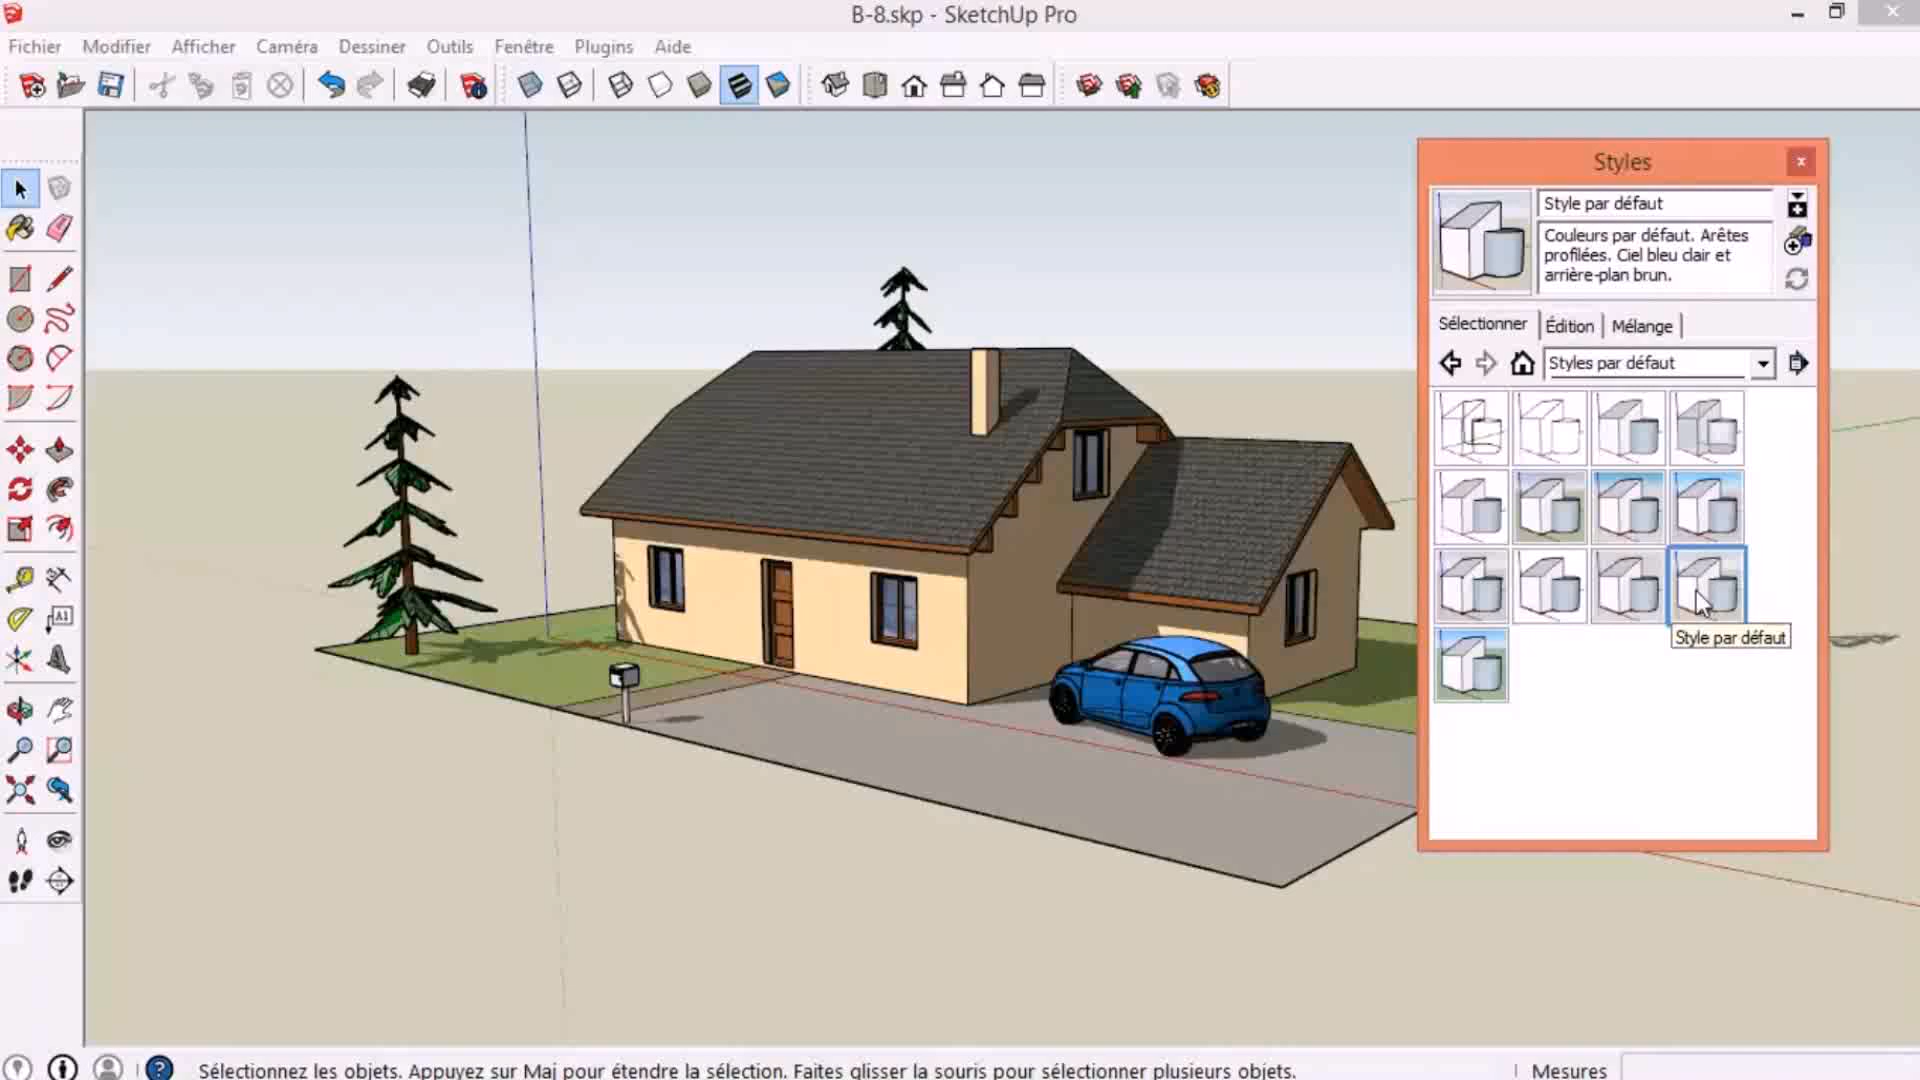 B-8.skp - SketchUp Pro
Fichier Modifier Afficher Caméra Dessiner Outils Fenêtre Plugins Aide
Styles
x
Style par défaut
Couleurs par défaut. Arêtes
profilées. Ciel bleu clair et
arrière-plan brun.
Sélectionner Édition Mélange
Styles par défaut
Style par défaut
A1
Sélectionnez les objets. Appuyez sur Maj pour étendre la sélection. Faites glisser la souris pour sélectionner plusieurs objets.
Mesures